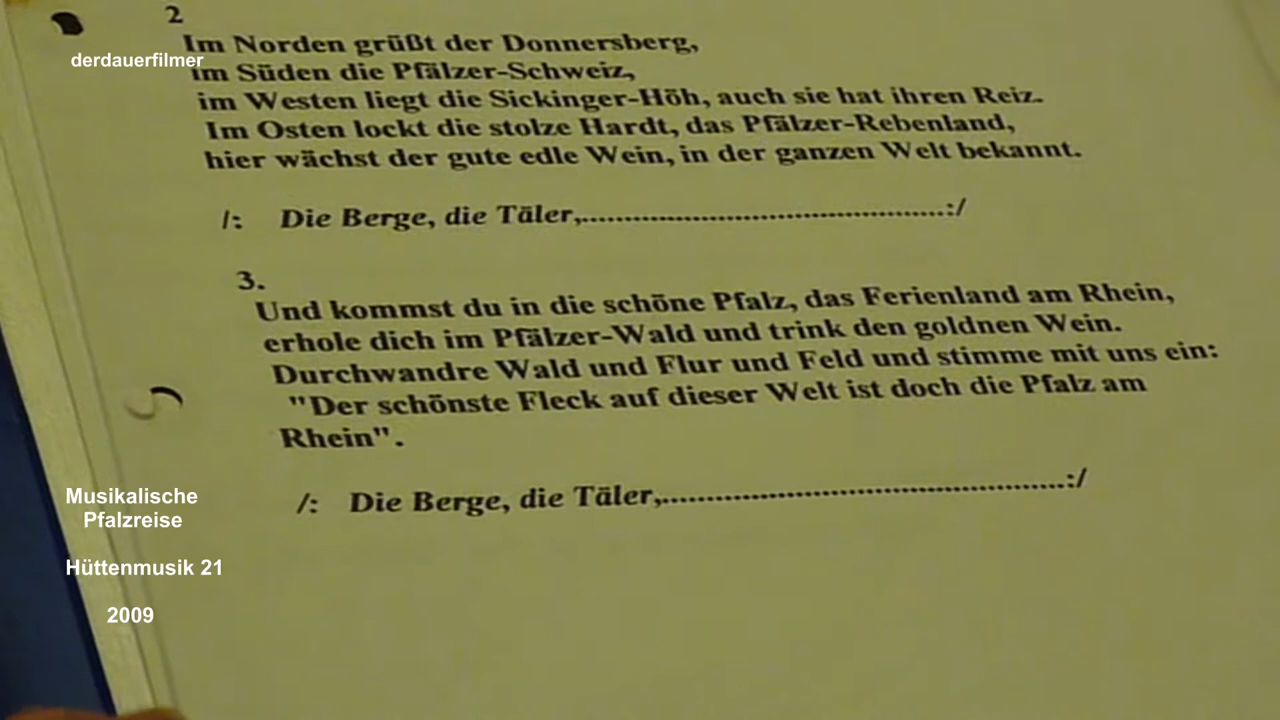 2
Im Norden grüßt der Donnersberg,
im Süden die Pfälzer-Schweiz,
im Westen liegt die Sickinger-Höh, auch sie hat ihren Reiz.
Im Osten lockt die stolze Hardt, das Pfälzer-Rebenland,
hier wächst der gute edle Wein, in der ganzen Welt bekannt.
/: Die Berge, die Täler,..................................................:/
3.
Und kommst du in die schöne Pfalz, das Ferienland am Rhein,
erhole dich im Pfälzer-Wald und trink den goldnen Wein.
Durchwandre Wald und Flur und Feld und stimme mit uns ein:
"Der schönste Fleck auf dieser Welt ist doch die Pfalz am
Rhein".
/: Die Berge, die Täler,..................................................:/
derdauerfilmer
Musikalische
Pfalzreise
Hüttenmusik 21
2009